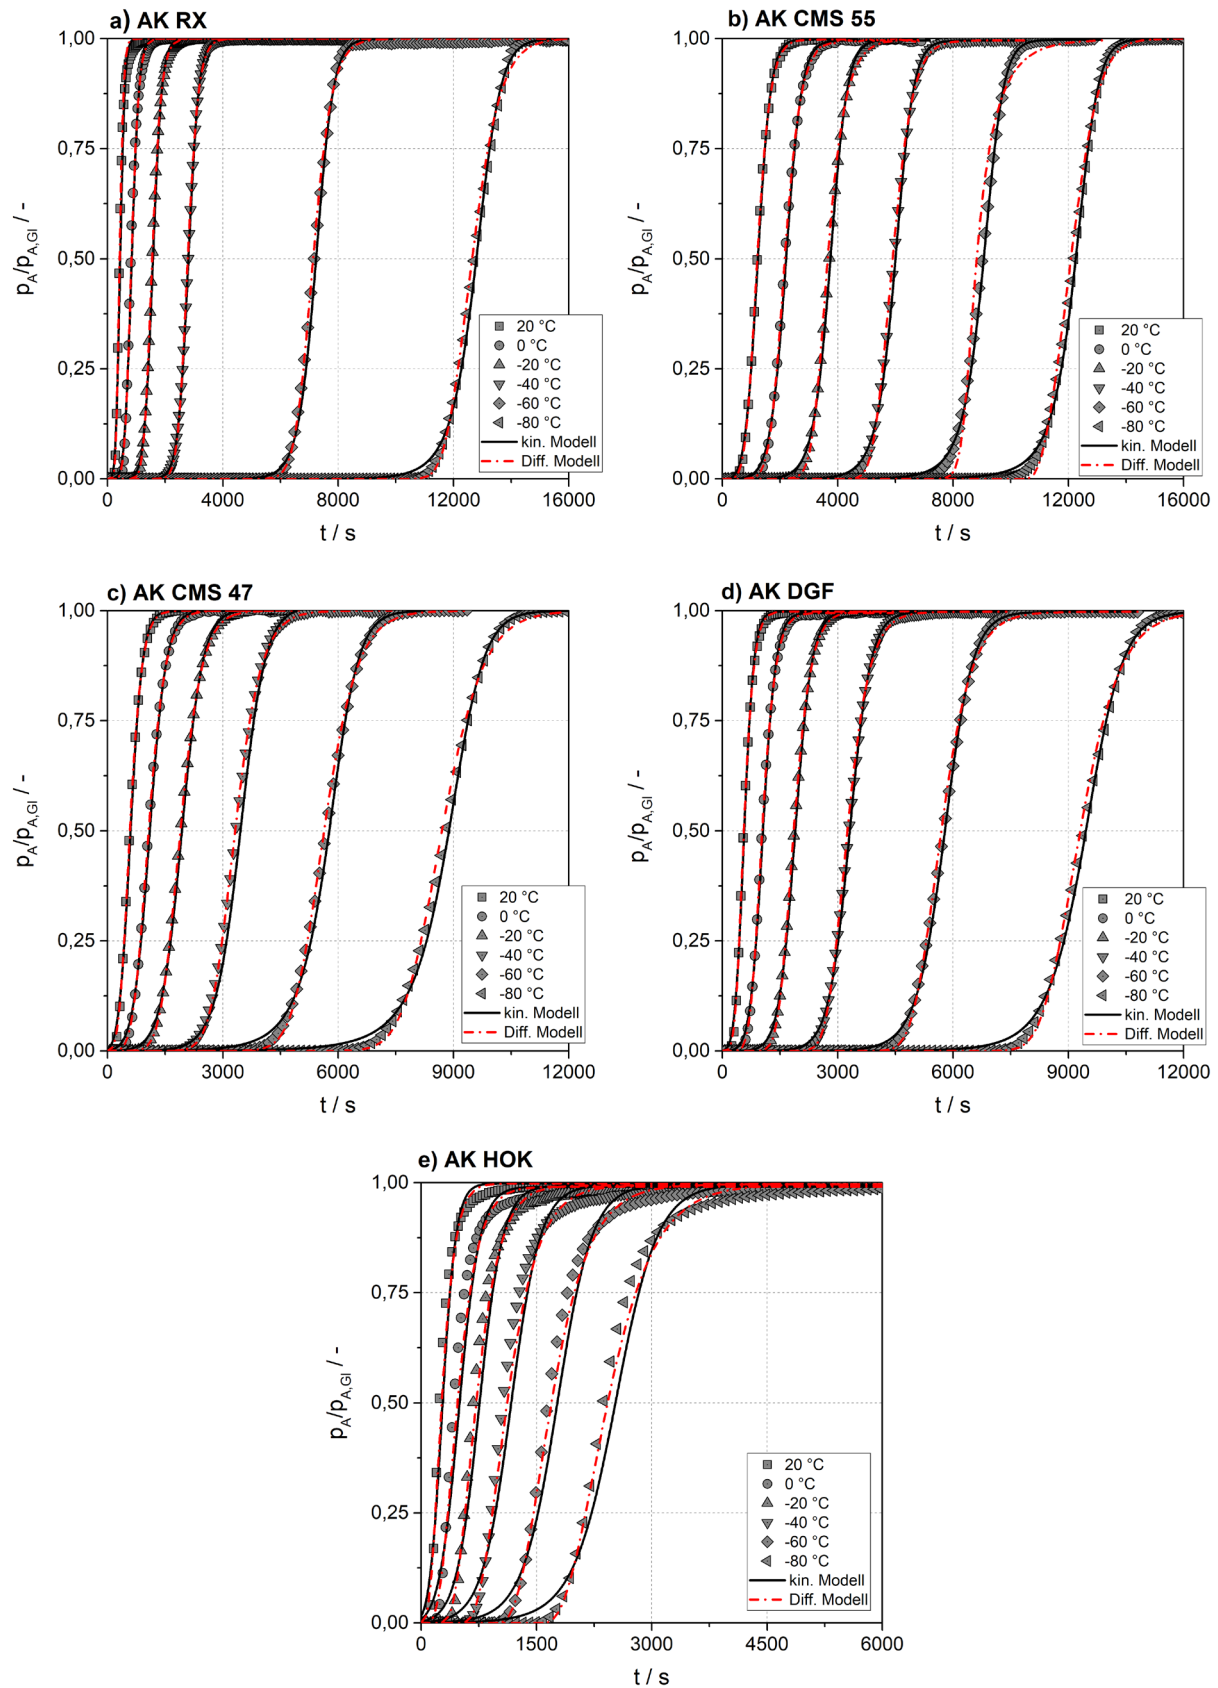 a) AK RX
1,00
0,75
0,50
0,25
0,00
p_A/p_A,GI / -
0
4000
8000
12000
16000
t / s
20 °C
0 °C
-20 °C
-40 °C
-60 °C
-80 °C
kin. Modell
Diff. Modell
b) AK CMS 55
1,00
0,75
0,50
0,25
0,00
p_A/p_A,GI / -
0
4000
8000
12000
16000
t / s
20 °C
0 °C
-20 °C
-40 °C
-60 °C
-80 °C
kin. Modell
Diff. Modell
c) AK CMS 47
1,00
0,75
0,50
0,25
0,00
p_A/p_A,GI / -
0
3000
6000
9000
12000
t / s
20 °C
0 °C
-20 °C
-40 °C
-60 °C
-80 °C
kin. Modell
Diff. Modell
d) AK DGF
1,00
0,75
0,50
0,25
0,00
p_A/p_A,GI / -
0
3000
6000
9000
12000
t / s
20 °C
0 °C
-20 °C
-40 °C
-60 °C
-80 °C
kin. Modell
Diff. Modell
e) AK HOK
1,00
0,75
0,50
0,25
0,00
p_A/p_A,GI / -
0
1500
3000
4500
6000
t / s
20 °C
0 °C
-20 °C
-40 °C
-60 °C
-80 °C
kin. Modell
Diff. Modell